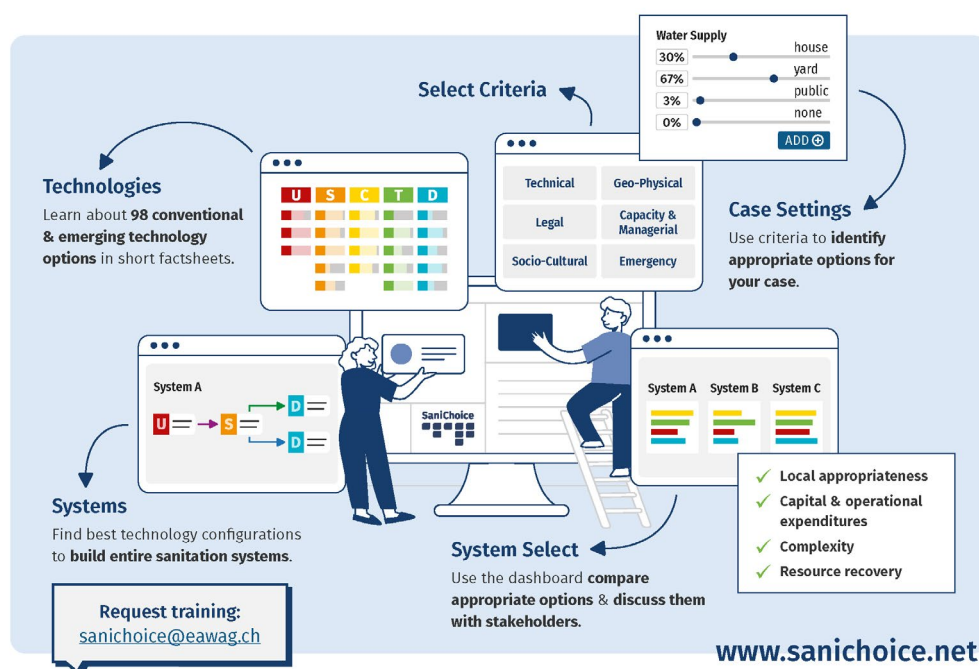 Water Supply
30%
house
67%
yard
3%
public
0%
none
ADD
Select Criteria
Technologies
Learn about 98 conventional
& emerging technology
options in short factsheets.
U S C T D
Technical
Geo-Physical
Legal
Capacity &
Managerial
Socio-Cultural
Emergency
Case Settings
Use criteria to identify
appropriate options for
your case.
System A
U
S
D
D
SaniChoice
System A
System B
System C
Local appropriateness
Capital & operational
expenditures
Complexity
Resource recovery
Systems
Find best technology configurations
to build entire sanitation systems.
System Select
Use the dashboard compare
appropriate options & discuss them
with stakeholders.
Request training:
sanichoice@eawag.ch
www.sanichoice.net